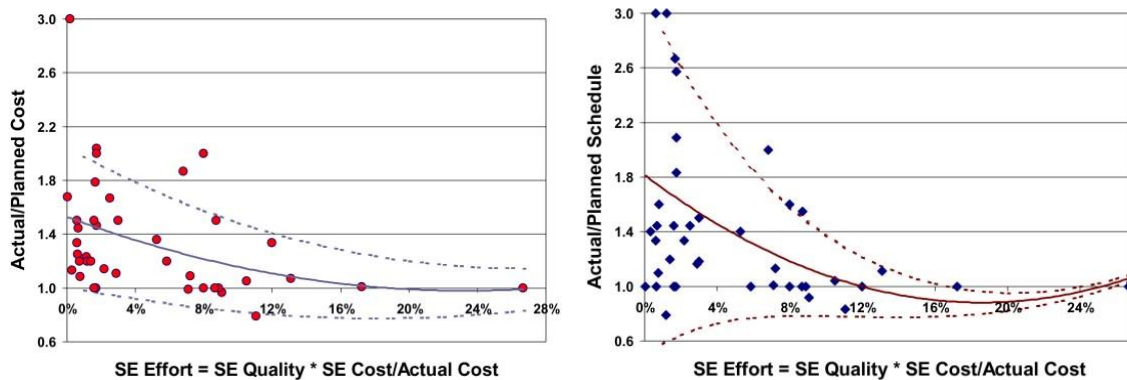 Actual/Planned Cost
3.0
2.6
2.2
1.8
1.4
1.0
0.6
0% 4% 8% 12% 16% 20% 24% 28%
SE Effort = SE Quality * SE Cost/Actual Cost
Actual/Planned Schedule
3.0
2.6
2.2
1.8
1.4
1.0
0.6
0% 4% 8% 12% 16% 20% 24%
SE Effort = SE Quality * SE Cost/Actual Cost